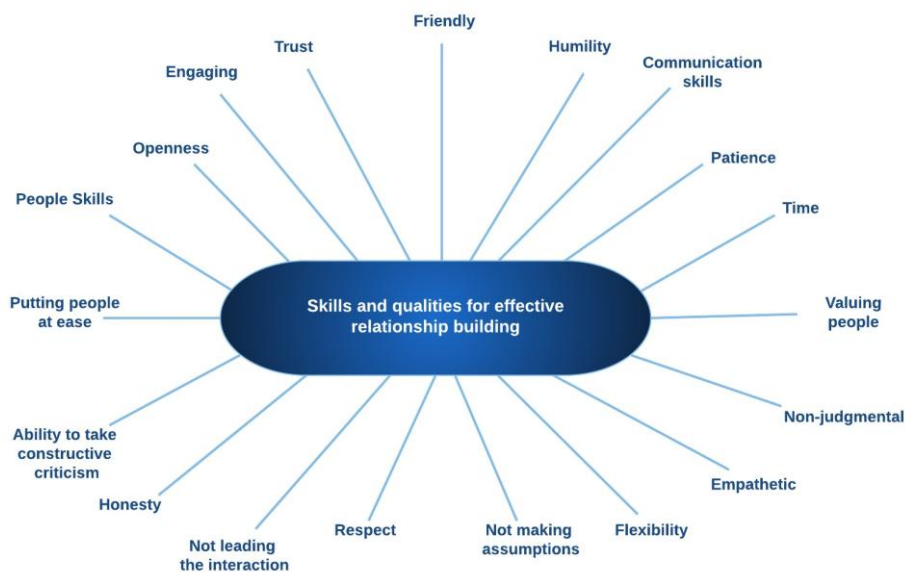 Friendly
Trust
Humility
Communication
skills
Engaging
Openness
Patience
People Skills
Time
Putting people
at ease
Skills and qualities for effective
relationship building
Valuing
people
Non-judgmental
Ability to take
constructive
criticism
Empathetic
Honesty
Not leading
the interaction
Respect
Not making
assumptions
Flexibility